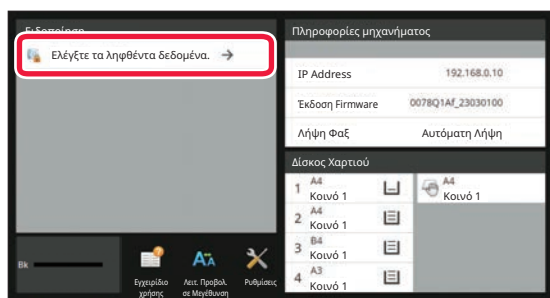 Ειδοποίηση
Ελέγξτε τα ληφθέντα δεδομένα. →
Bk
Εγχειρίδιο χρήσης
Λειτ. Προβολ. σε Μεγέθυνση
Ρυθμίσεις
Πληροφορίες μηχανήματος
IP Address 192.168.0.10
Έκδοση Firmware 0078Q1Af_23030100
Λήψη Φαξ Αυτόματη Λήψη
Δίσκος Χαρτιού
1 A4 Κοινό 1
A4 Κοινό 1
2 A4 Κοινό 1
3 B4 Κοινό 1
4 A3 Κοινό 1